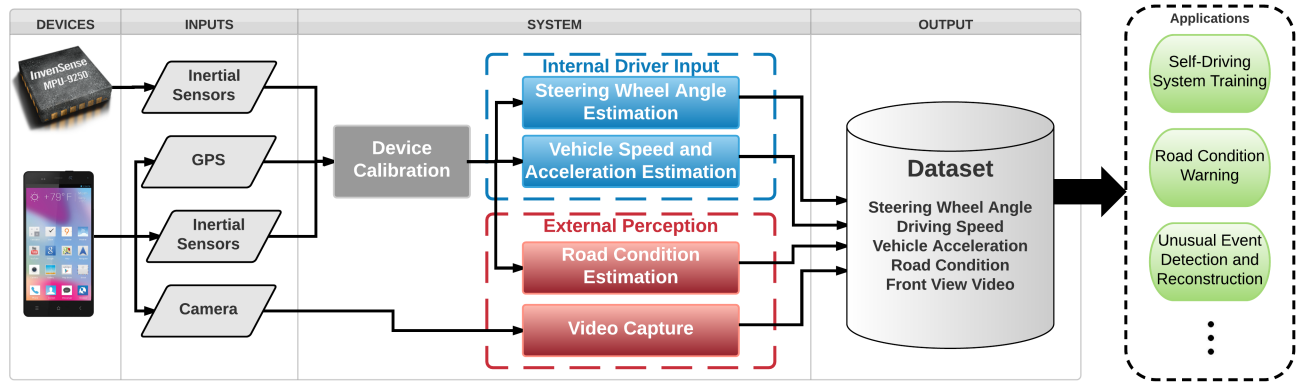 DEVICES
INPUTS
SYSTEM
OUTPUT
Applications
InvenSense
MPU-9250
+79°F
Inertial
Sensors
GPS
Inertial
Sensors
Camera
Device
Calibration
Internal Driver Input
Steering Wheel Angle
Estimation
Vehicle Speed and
Acceleration Estimation
External Perception
Road Condition
Estimation
Video Capture
Dataset
Steering Wheel Angle
Driving Speed
Vehicle Acceleration
Road Condition
Front View Video
Self-Driving
System Training
Road Condition
Warning
Unusual Event
Detection and
Reconstruction